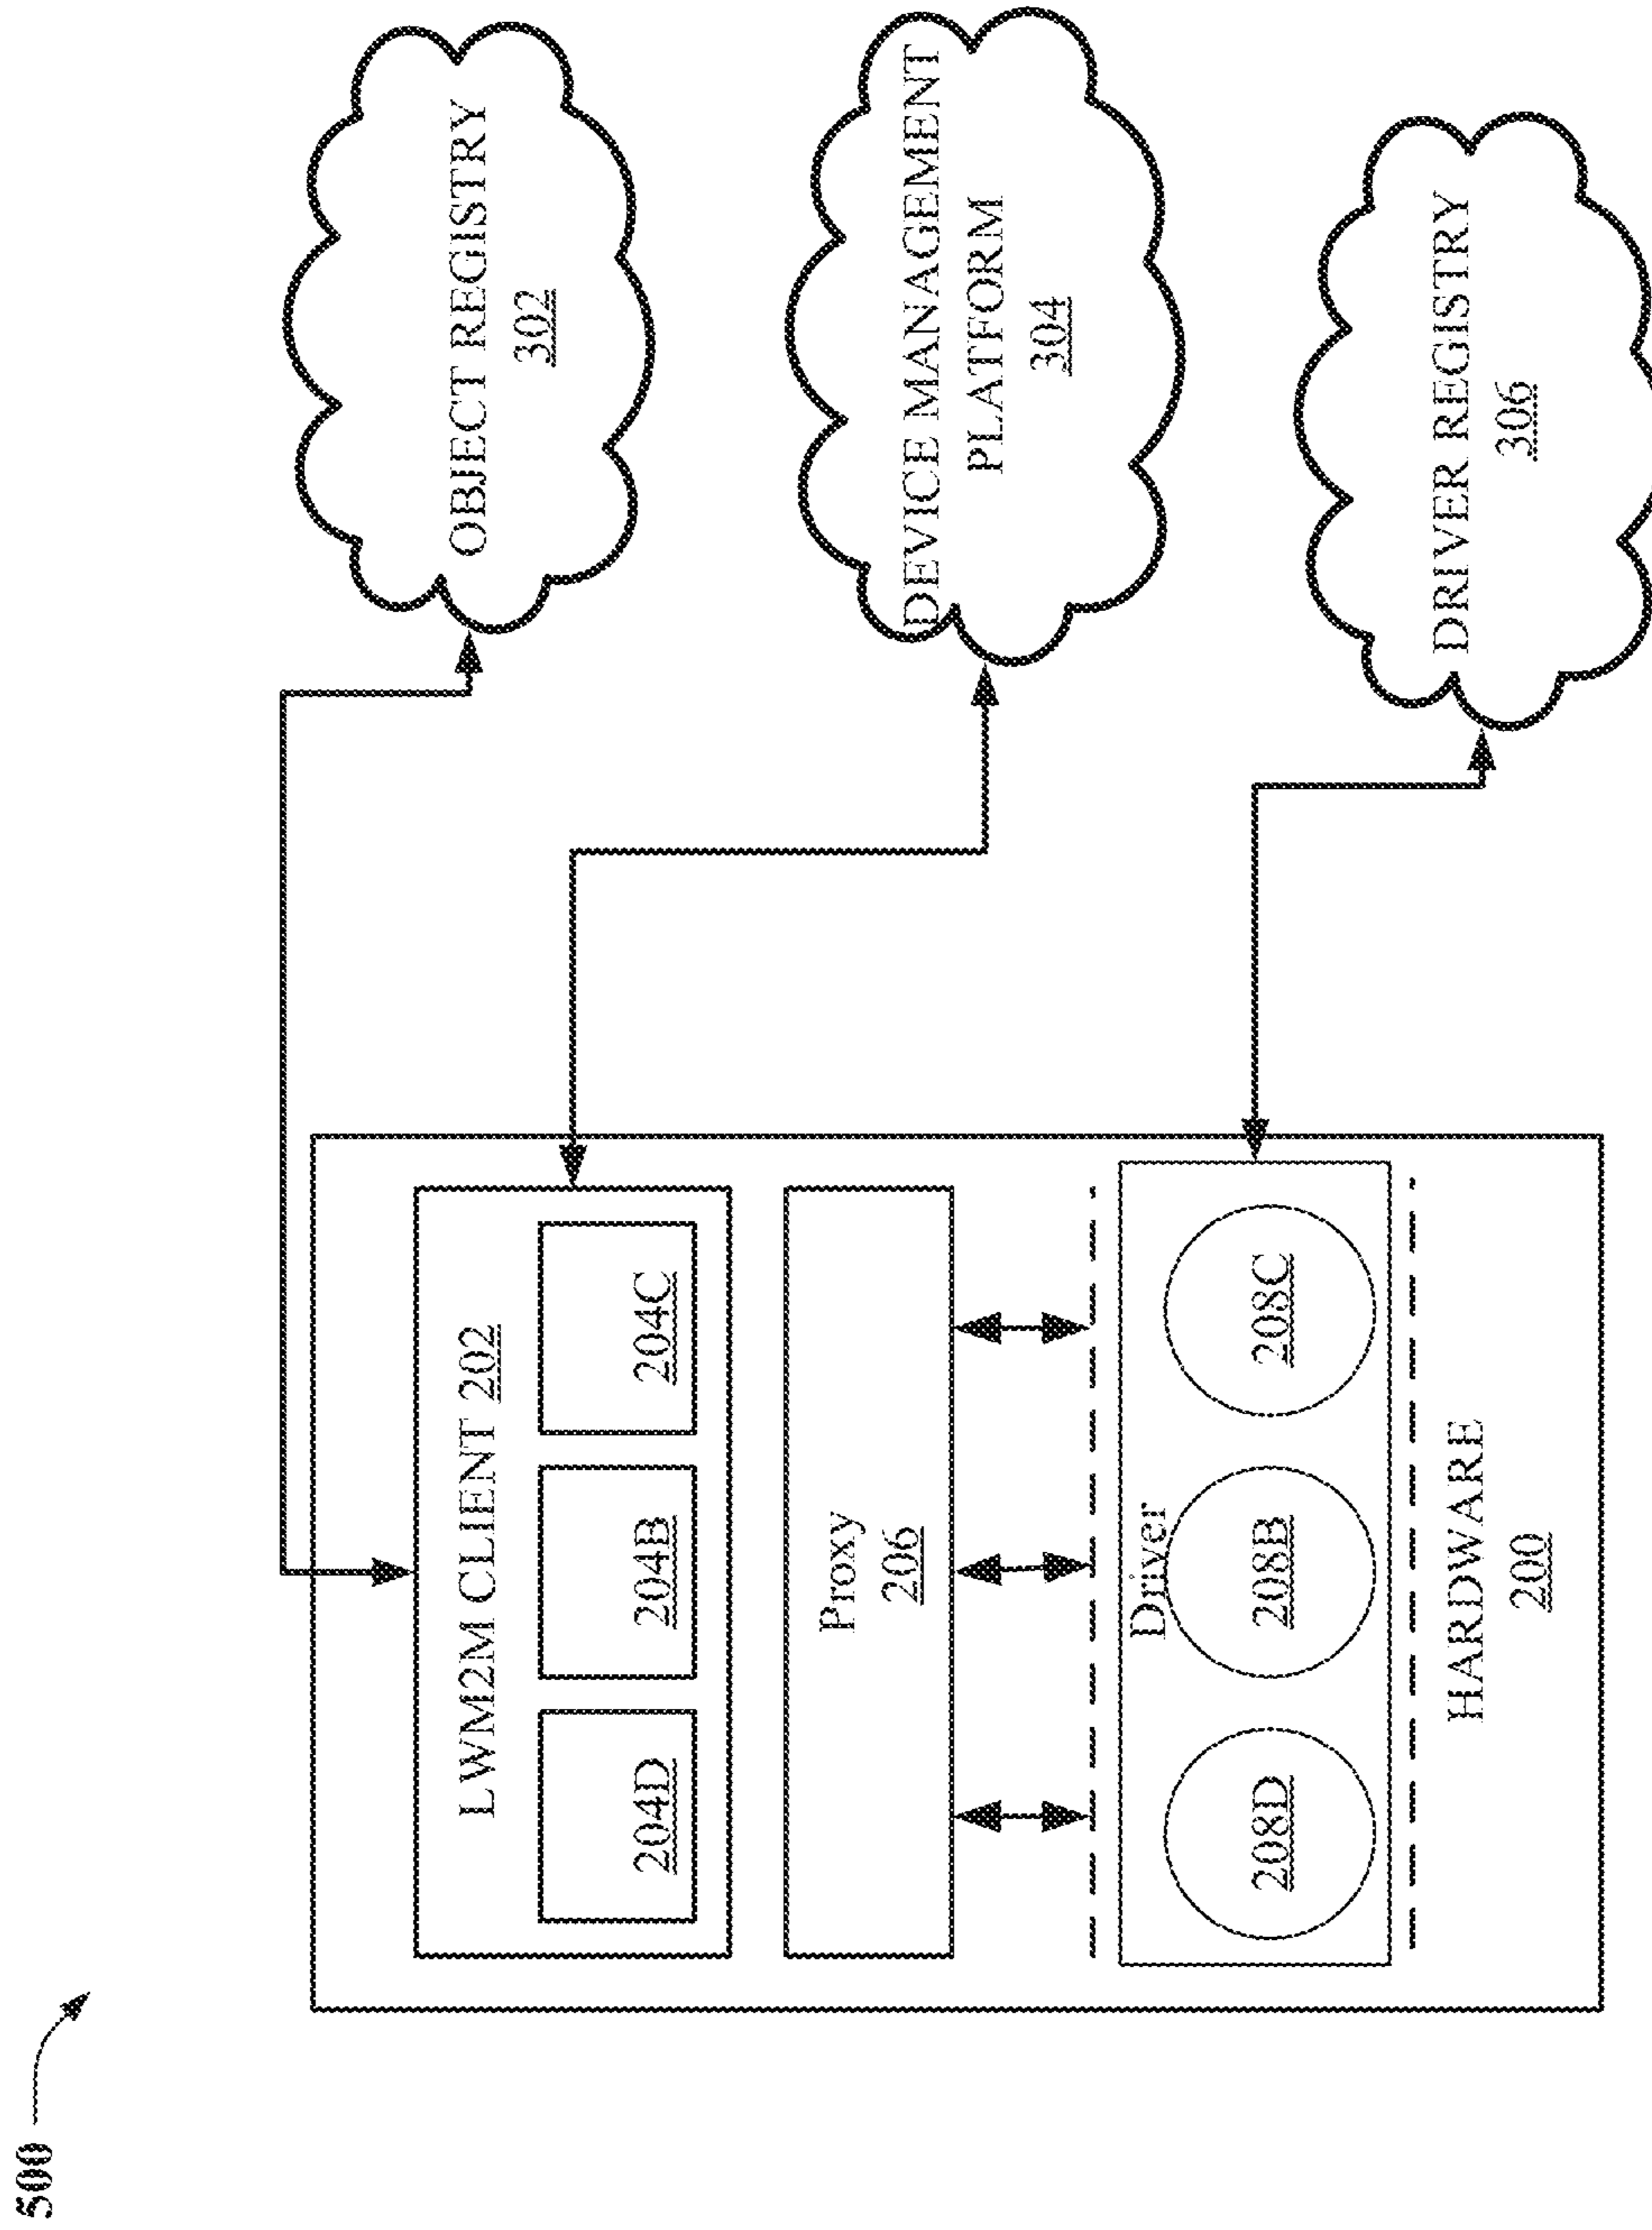 500
LWM2M CLIENT 202
204D
204B
204C
Proxy
206
Driver
208D
208B
208C
HARDWARE
200
OBJECT REGISTRY
302
DEVICE MANAGEMENT
PLATFORM
304
DRIVER REGISTRY
306